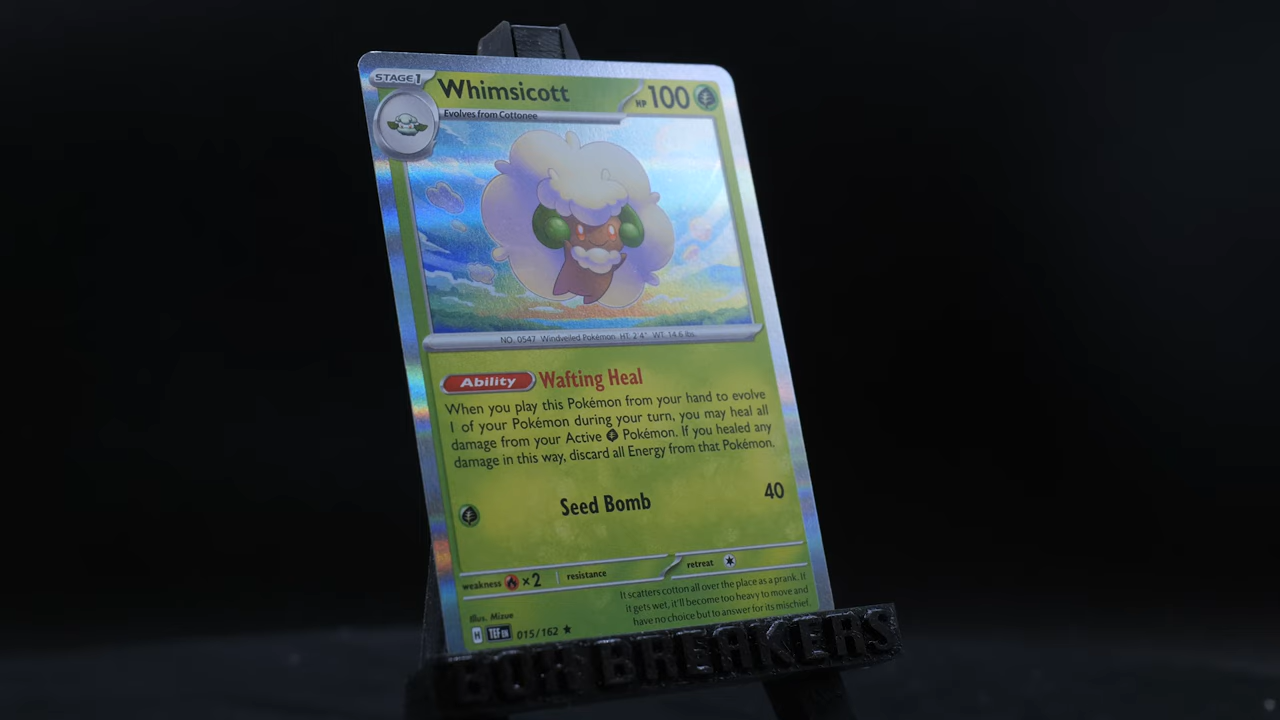 STAGE 1
Whimsicott
HP 100
Evolves from Cottonee
NO. 0547 Windveiled Pokémon HT: 2'4" WT: 14.6 lbs.
Ability Wafting Heal
When you play this Pokémon from your hand to evolve
1 of your Pokémon during your turn, you may heal all
damage from your Active Pokémon. If you healed any
damage in this way, discard all Energy from that Pokémon.
Seed Bomb 40
weakness ×2 resistance retreat
It scatters cotton all over the place as a prank. If
it gets wet, it'll become too heavy to move and
have no choice but to answer for its mischief.
Illus. Mizue
H TEF EN 015/162
BOX BREAKERS